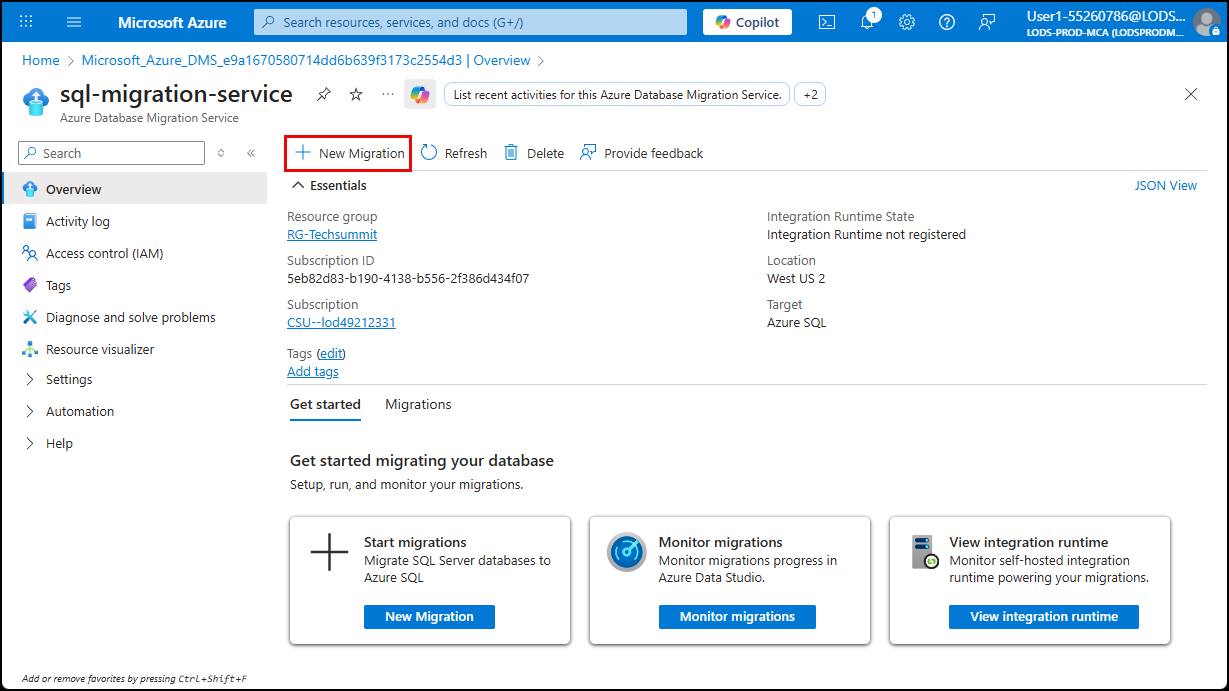 Microsoft Azure
Search resources, services, and docs (G+/)
Copilot
1
User1-55260786@LODS...
LODS-PROD-MCA (LODSPRODM...
Home > Microsoft_Azure_DMS_e9a1670580714dd6b639f3173c2554d3 | Overview >
sql-migration-service
Azure Database Migration Service
List recent activities for this Azure Database Migration Service.
+2
Search
New Migration
Refresh
Delete
Provide feedback
Overview
Activity log
Access control (IAM)
Tags
Diagnose and solve problems
Resource visualizer
Settings
Automation
Help
Essentials
JSON View
Resource group
RG-Techsummit
Subscription ID
5eb82d83-b190-4138-b556-2f386d434f07
Subscription
CSU--lod49212331
Tags (edit)
Add tags
Integration Runtime State
Integration Runtime not registered
Location
West US 2
Target
Azure SQL
Get started
Migrations
Get started migrating your database
Setup, run, and monitor your migrations.
Start migrations
Migrate SQL Server databases to
Azure SQL
New Migration
Monitor migrations
Monitor migrations progress in
Azure Data Studio.
Monitor migrations
View integration runtime
Monitor self-hosted integration
runtime powering your migrations.
View integration runtime
Add or remove favorites by pressing Ctrl+Shift+F